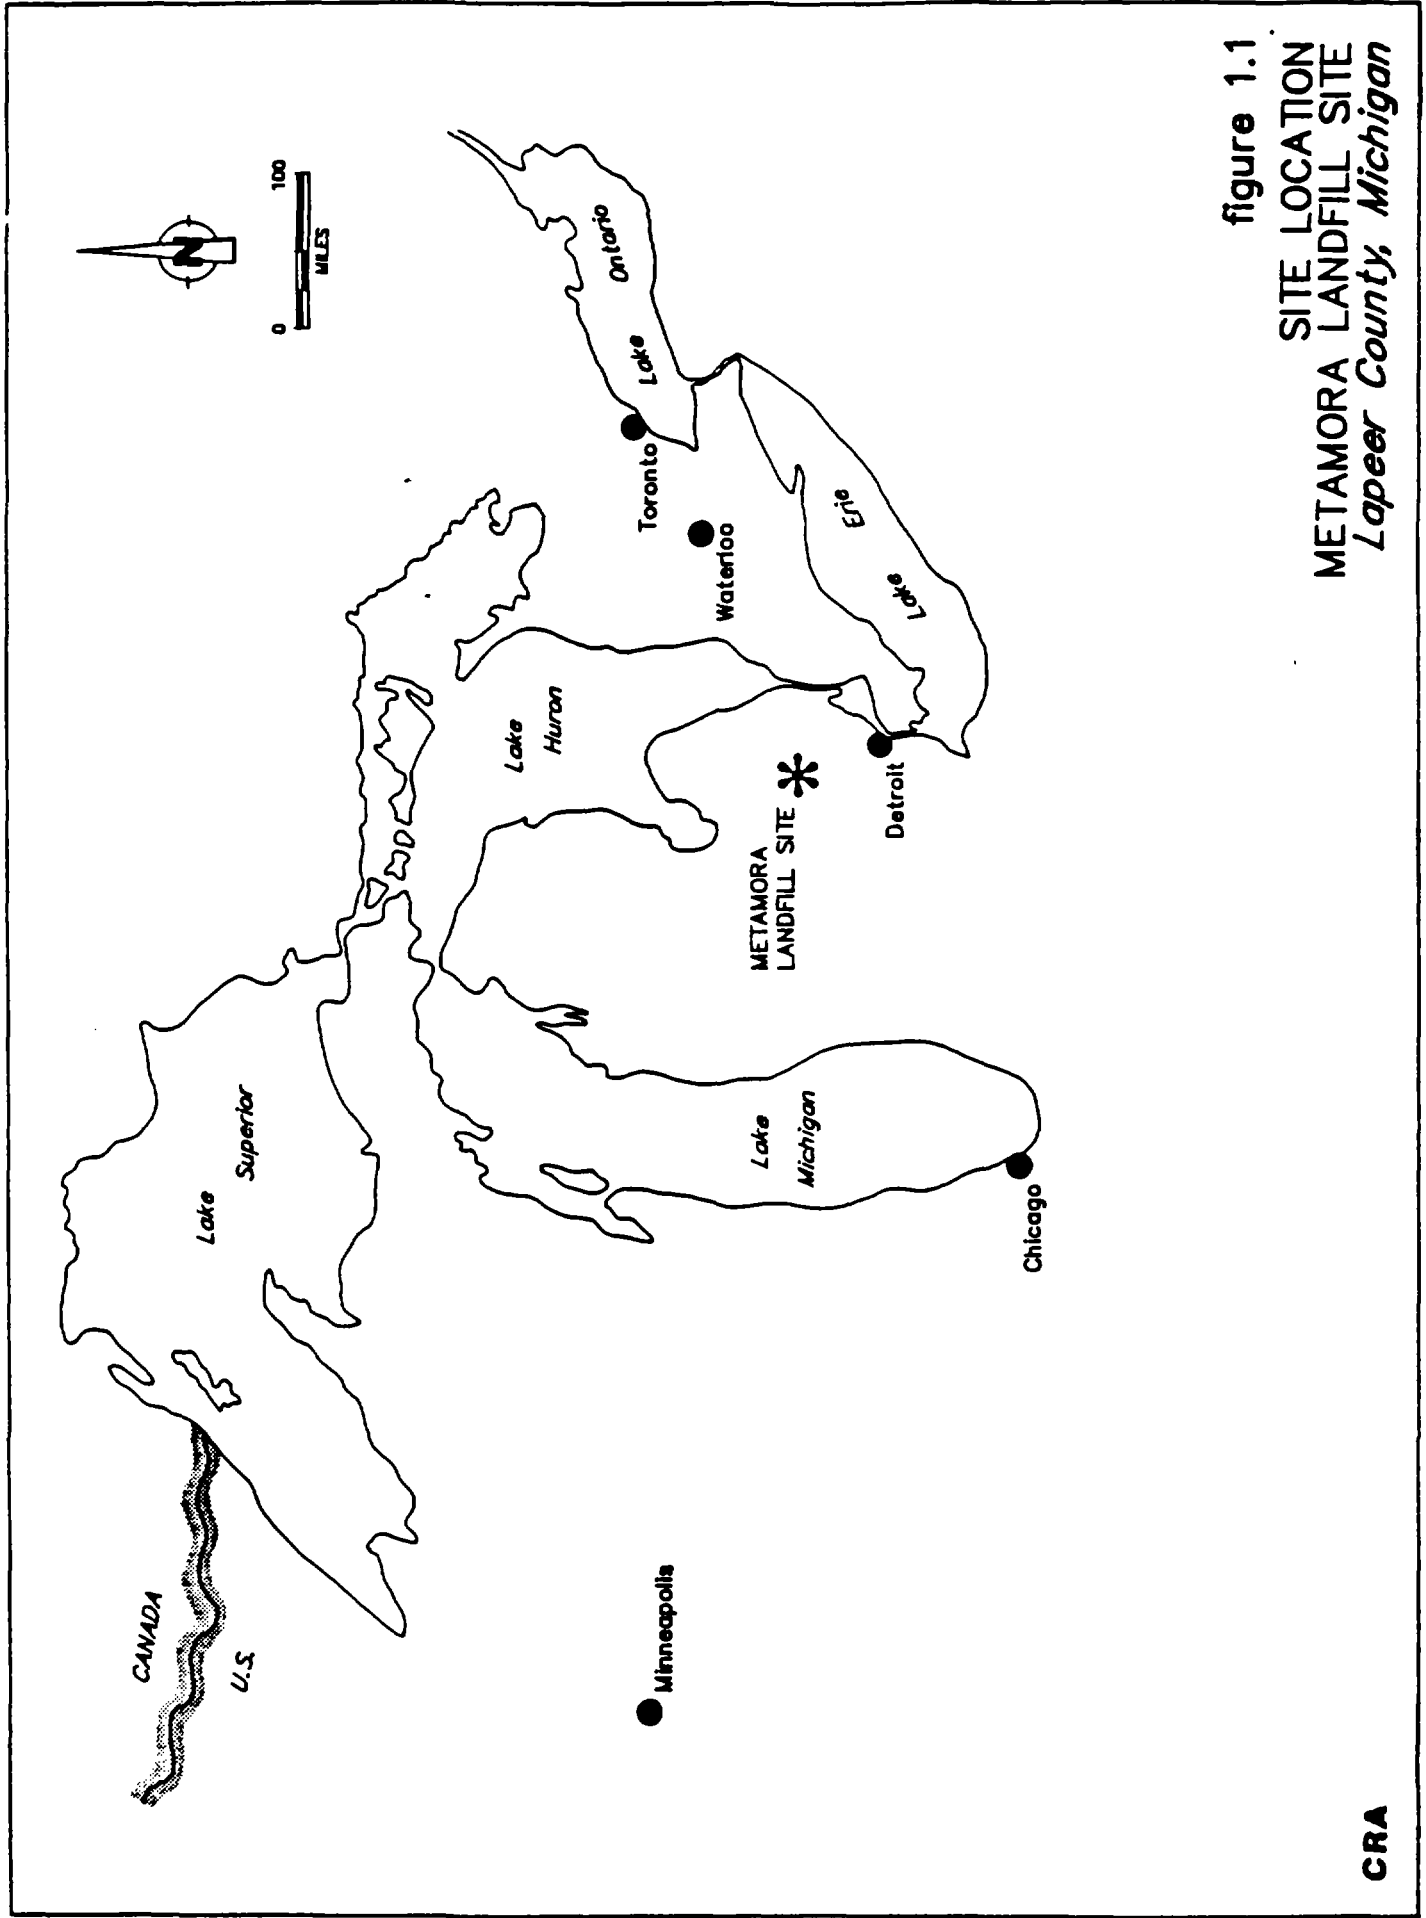 CANADA
U.S.
Lake
Superior
N
0 100
MILES
Lake
Huron
Lake Ontario
Toronto
Waterloo
Minneapolis
Lake
Michigan
METAMORA
LANDFILL SITE
Lake Erie
Detroit
Chicago
figure 1.1
SITE LOCATION
METAMORA LANDFILL SITE
Lapeer County, Michigan
CRA